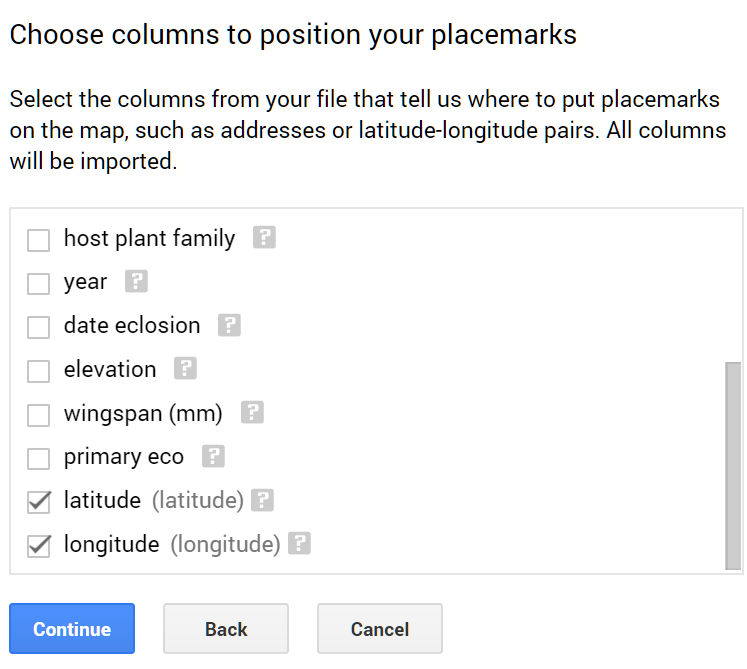 Choose columns to position your placemarks
Select the columns from your file that tell us where to put placemarks
on the map, such as addresses or latitude-longitude pairs. All columns
will be imported.
host plant family ?
year ?
date eclosion ?
elevation ?
wingspan (mm) ?
primary eco ?
latitude (latitude) ?
longitude (longitude) ?
Continue Back Cancel